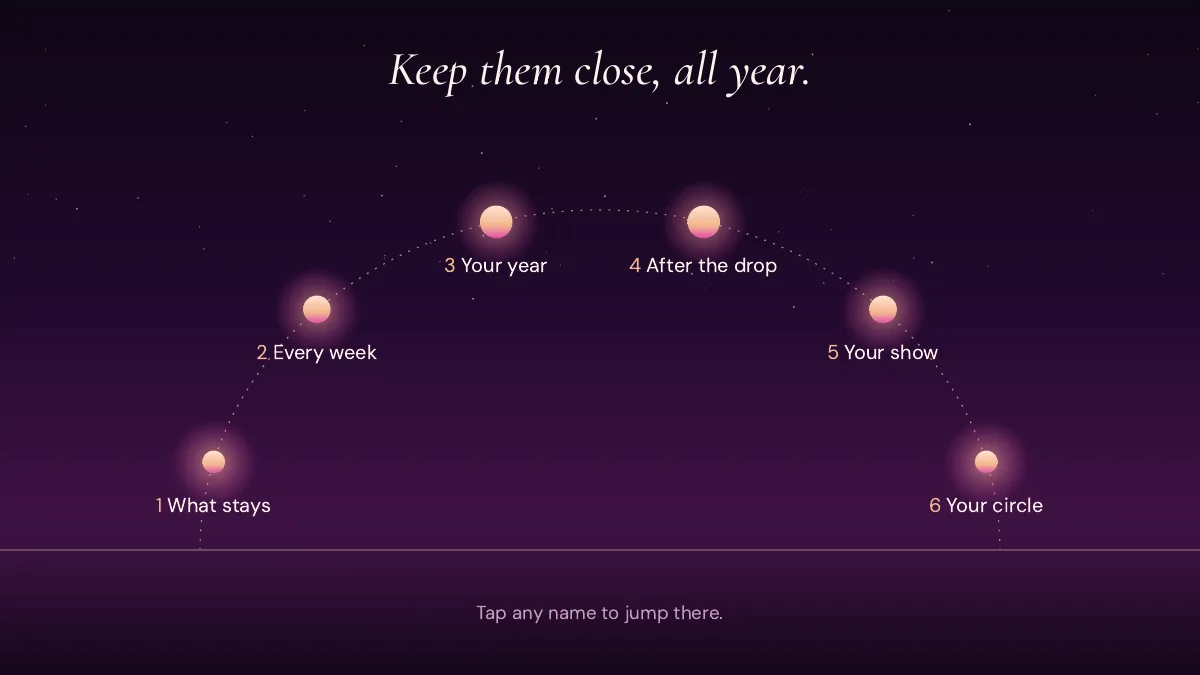 Keep them close, all year.
3 Your year
4 After the drop
2 Every week
5 Your show
1 What stays
6 Your circle
Tap any name to jump there.